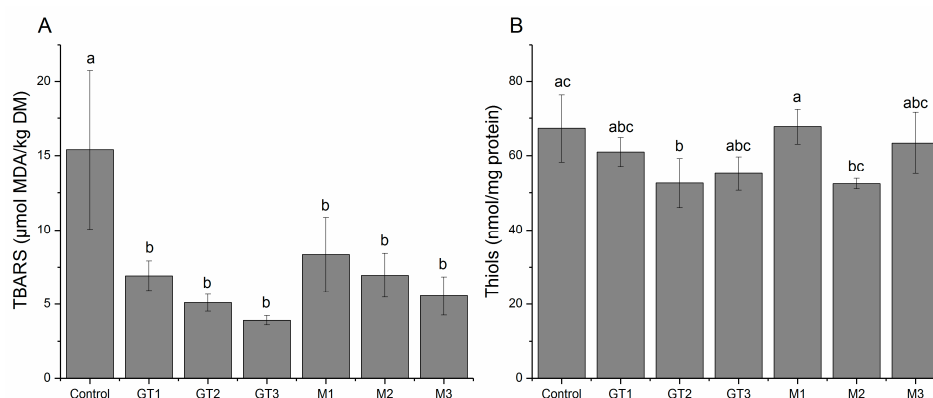 A
TBARS (μmol MDA/kg DM)
20
15
10
5
0
a
b
b
b
b
b
b
Control GT1 GT2 GT3 M1 M2 M3
B
Thiols (nmol/mg protein)
80
60
40
20
0
ac
abc
b
abc
a
bc
abc
Control GT1 GT2 GT3 M1 M2 M3